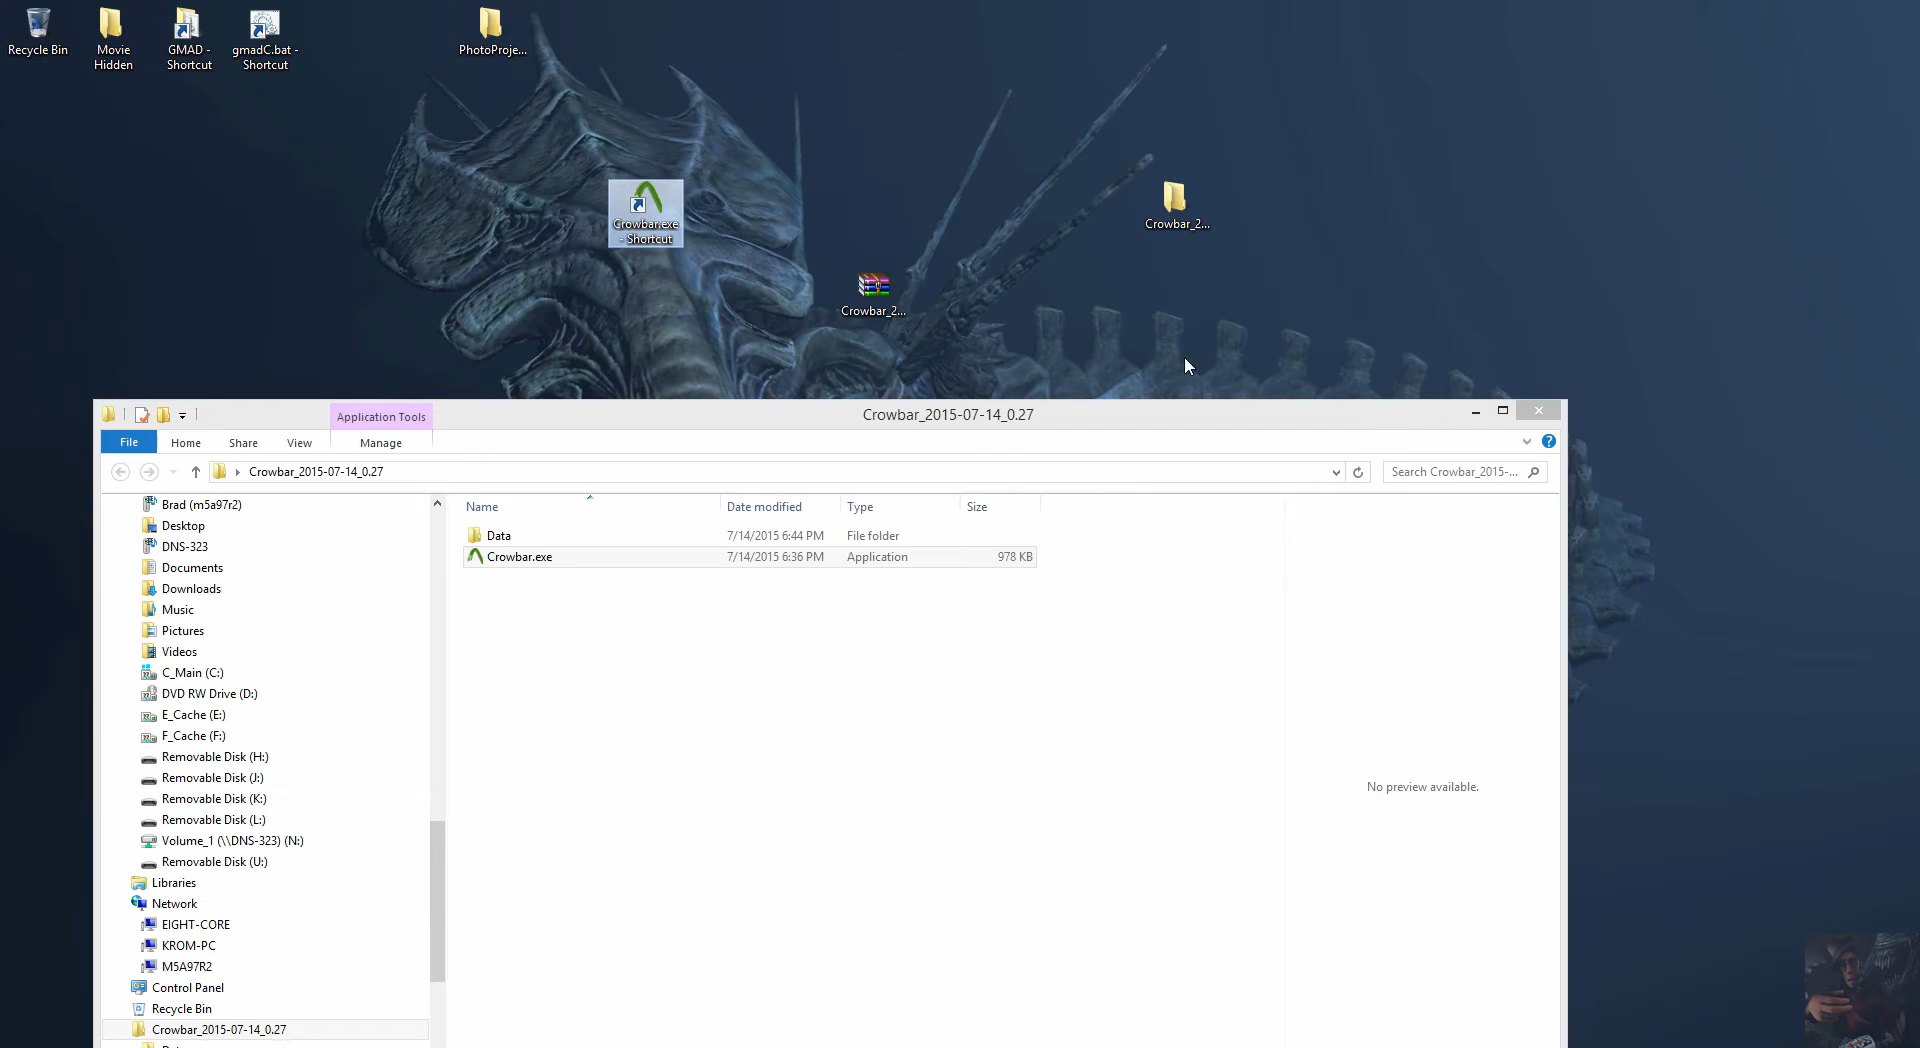 Recycle Bin
Movie
Hidden
GMAD -
Shortcut
gmadC.bat -
Shortcut
PhotoProje...
Crowbar.exe
- Shortcut
Crowbar_2...
Crowbar_2...
Application Tools
Crowbar_2015-07-14_0.27
File
Home
Share
View
Manage
Crowbar_2015-07-14_0.27
Search Crowbar_2015-...
Name
Date modified
Type
Size
Data
7/14/2015 6:44 PM
File folder
Crowbar.exe
7/14/2015 6:36 PM
Application
978 KB
Brad (m5a97r2)
Desktop
DNS-323
Documents
Downloads
Music
Pictures
Videos
C_Main (C:)
DVD RW Drive (D:)
E_Cache (E:)
F_Cache (F:)
Removable Disk (H:)
Removable Disk (J:)
Removable Disk (K:)
Removable Disk (L:)
Volume_1 (\\DNS-323) (N:)
Removable Disk (U:)
Libraries
Network
EIGHT-CORE
KROM-PC
M5A97R2
Control Panel
Recycle Bin
Crowbar_2015-07-14_0.27
No preview available.